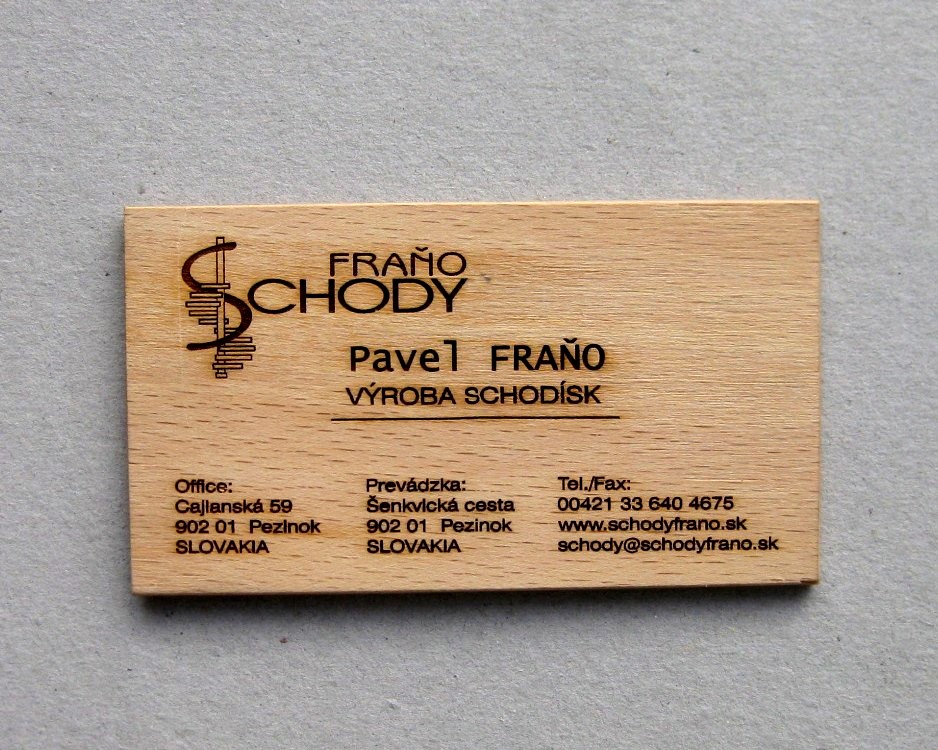 FRAŇO
SCHODY
Pavel FRAŇO
VÝROBA SCHODÍSK
Office:
Cajlanská 59
902 01 Pezinok
SLOVAKIA
Prevádzka:
Šenkvická cesta
902 01 Pezinok
SLOVAKIA
Tel./Fax:
00421 33 640 4675
www.schodyfrano.sk
schody@schodyfrano.sk